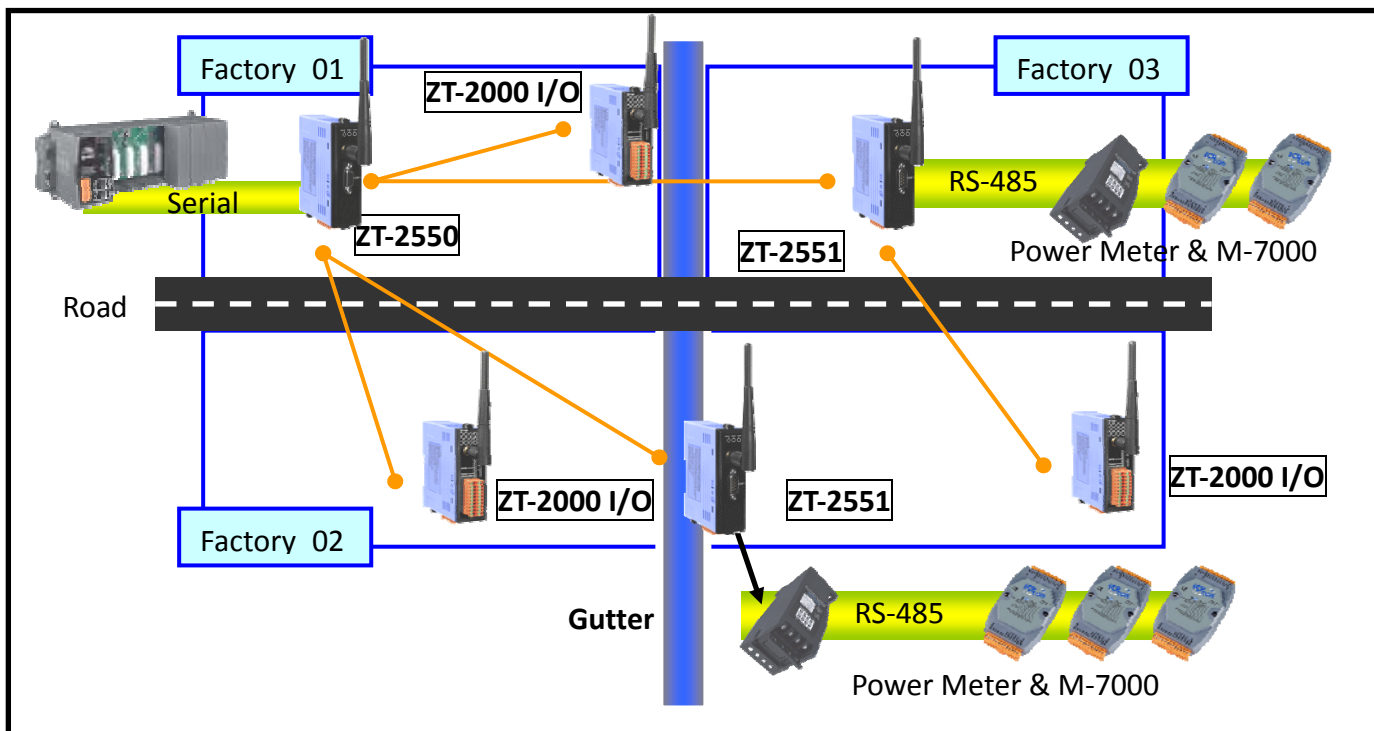 Factory 01
Factory 03
ZT-2000 I/O
Serial
RS-485
ZT-2550
ZT-2551
Power Meter & M-7000
Road
ZT-2000 I/O
ZT-2551
ZT-2000 I/O
Factory 02
Gutter
RS-485
Power Meter & M-7000